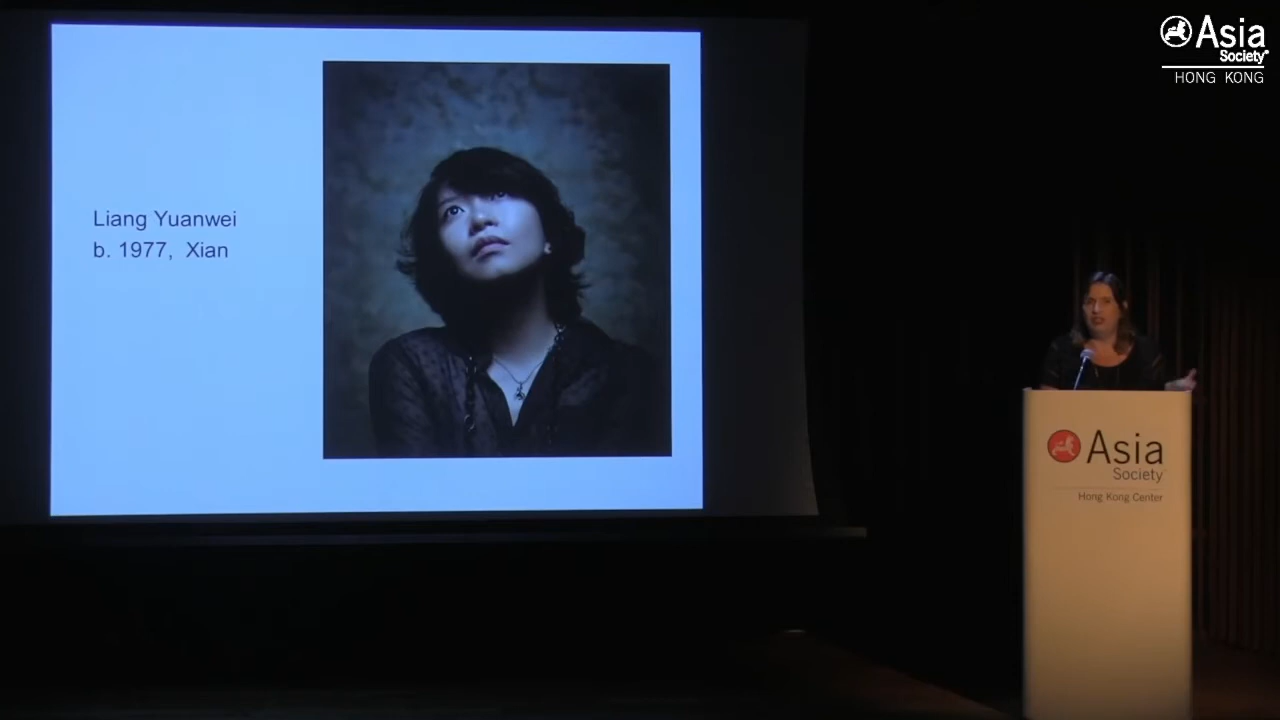 Liang Yuanwei
b. 1977, Xian
Asia
Society
HONG KONG
Asia
Society
Hong Kong Center